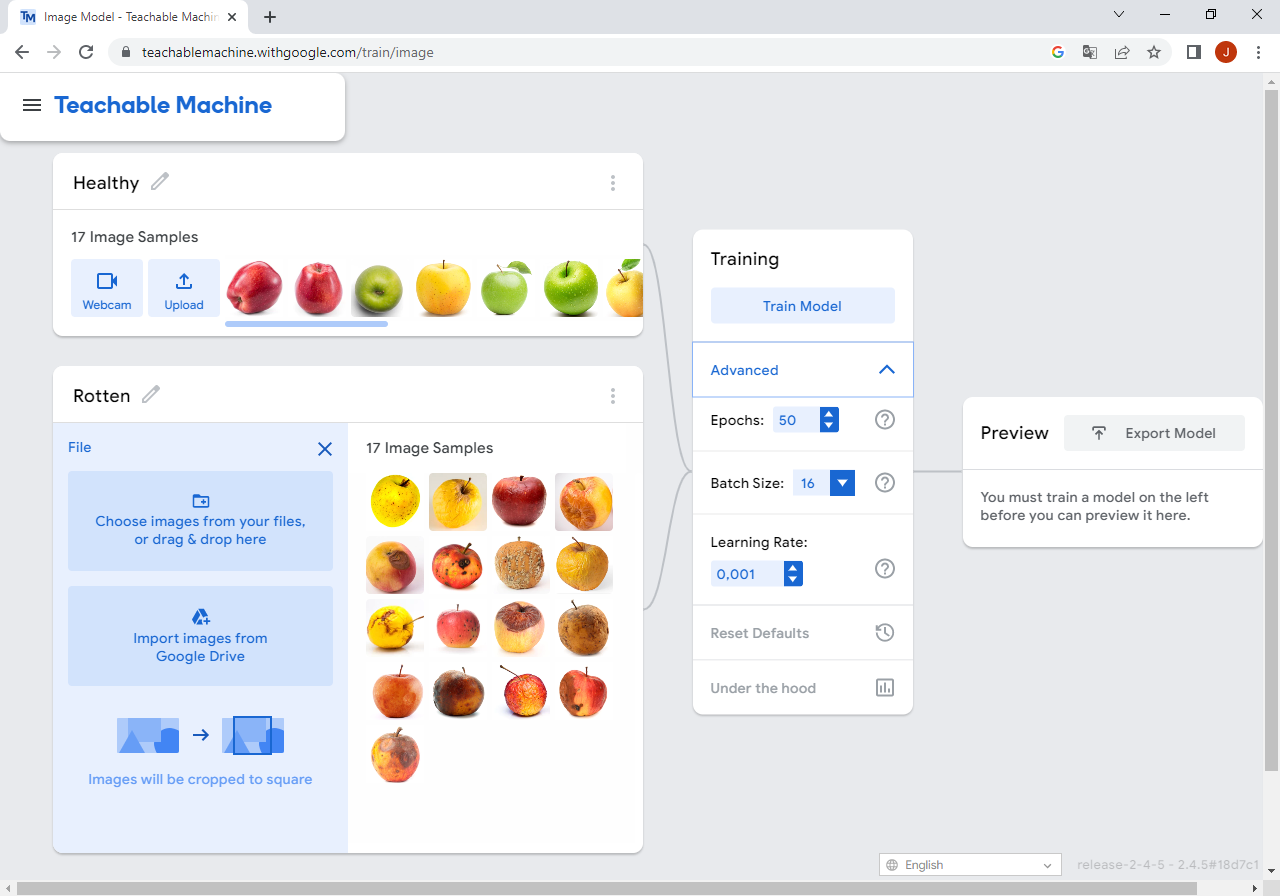 Image Model - Teachable Machin
teachablemachine.withgoogle.com/train/image
J
Teachable Machine
Healthy
17 Image Samples
Webcam
Upload
Rotten
File
Choose images from your files,
or drag & drop here
Import images from
Google Drive
Images will be cropped to square
17 Image Samples
Training
Train Model
Advanced
Epochs: 50
Batch Size: 16
Learning Rate:
0,001
Reset Defaults
Under the hood
Preview
Export Model
You must train a model on the left
before you can preview it here.
English
release-2-4-5 - 2.4.5#18d7c1